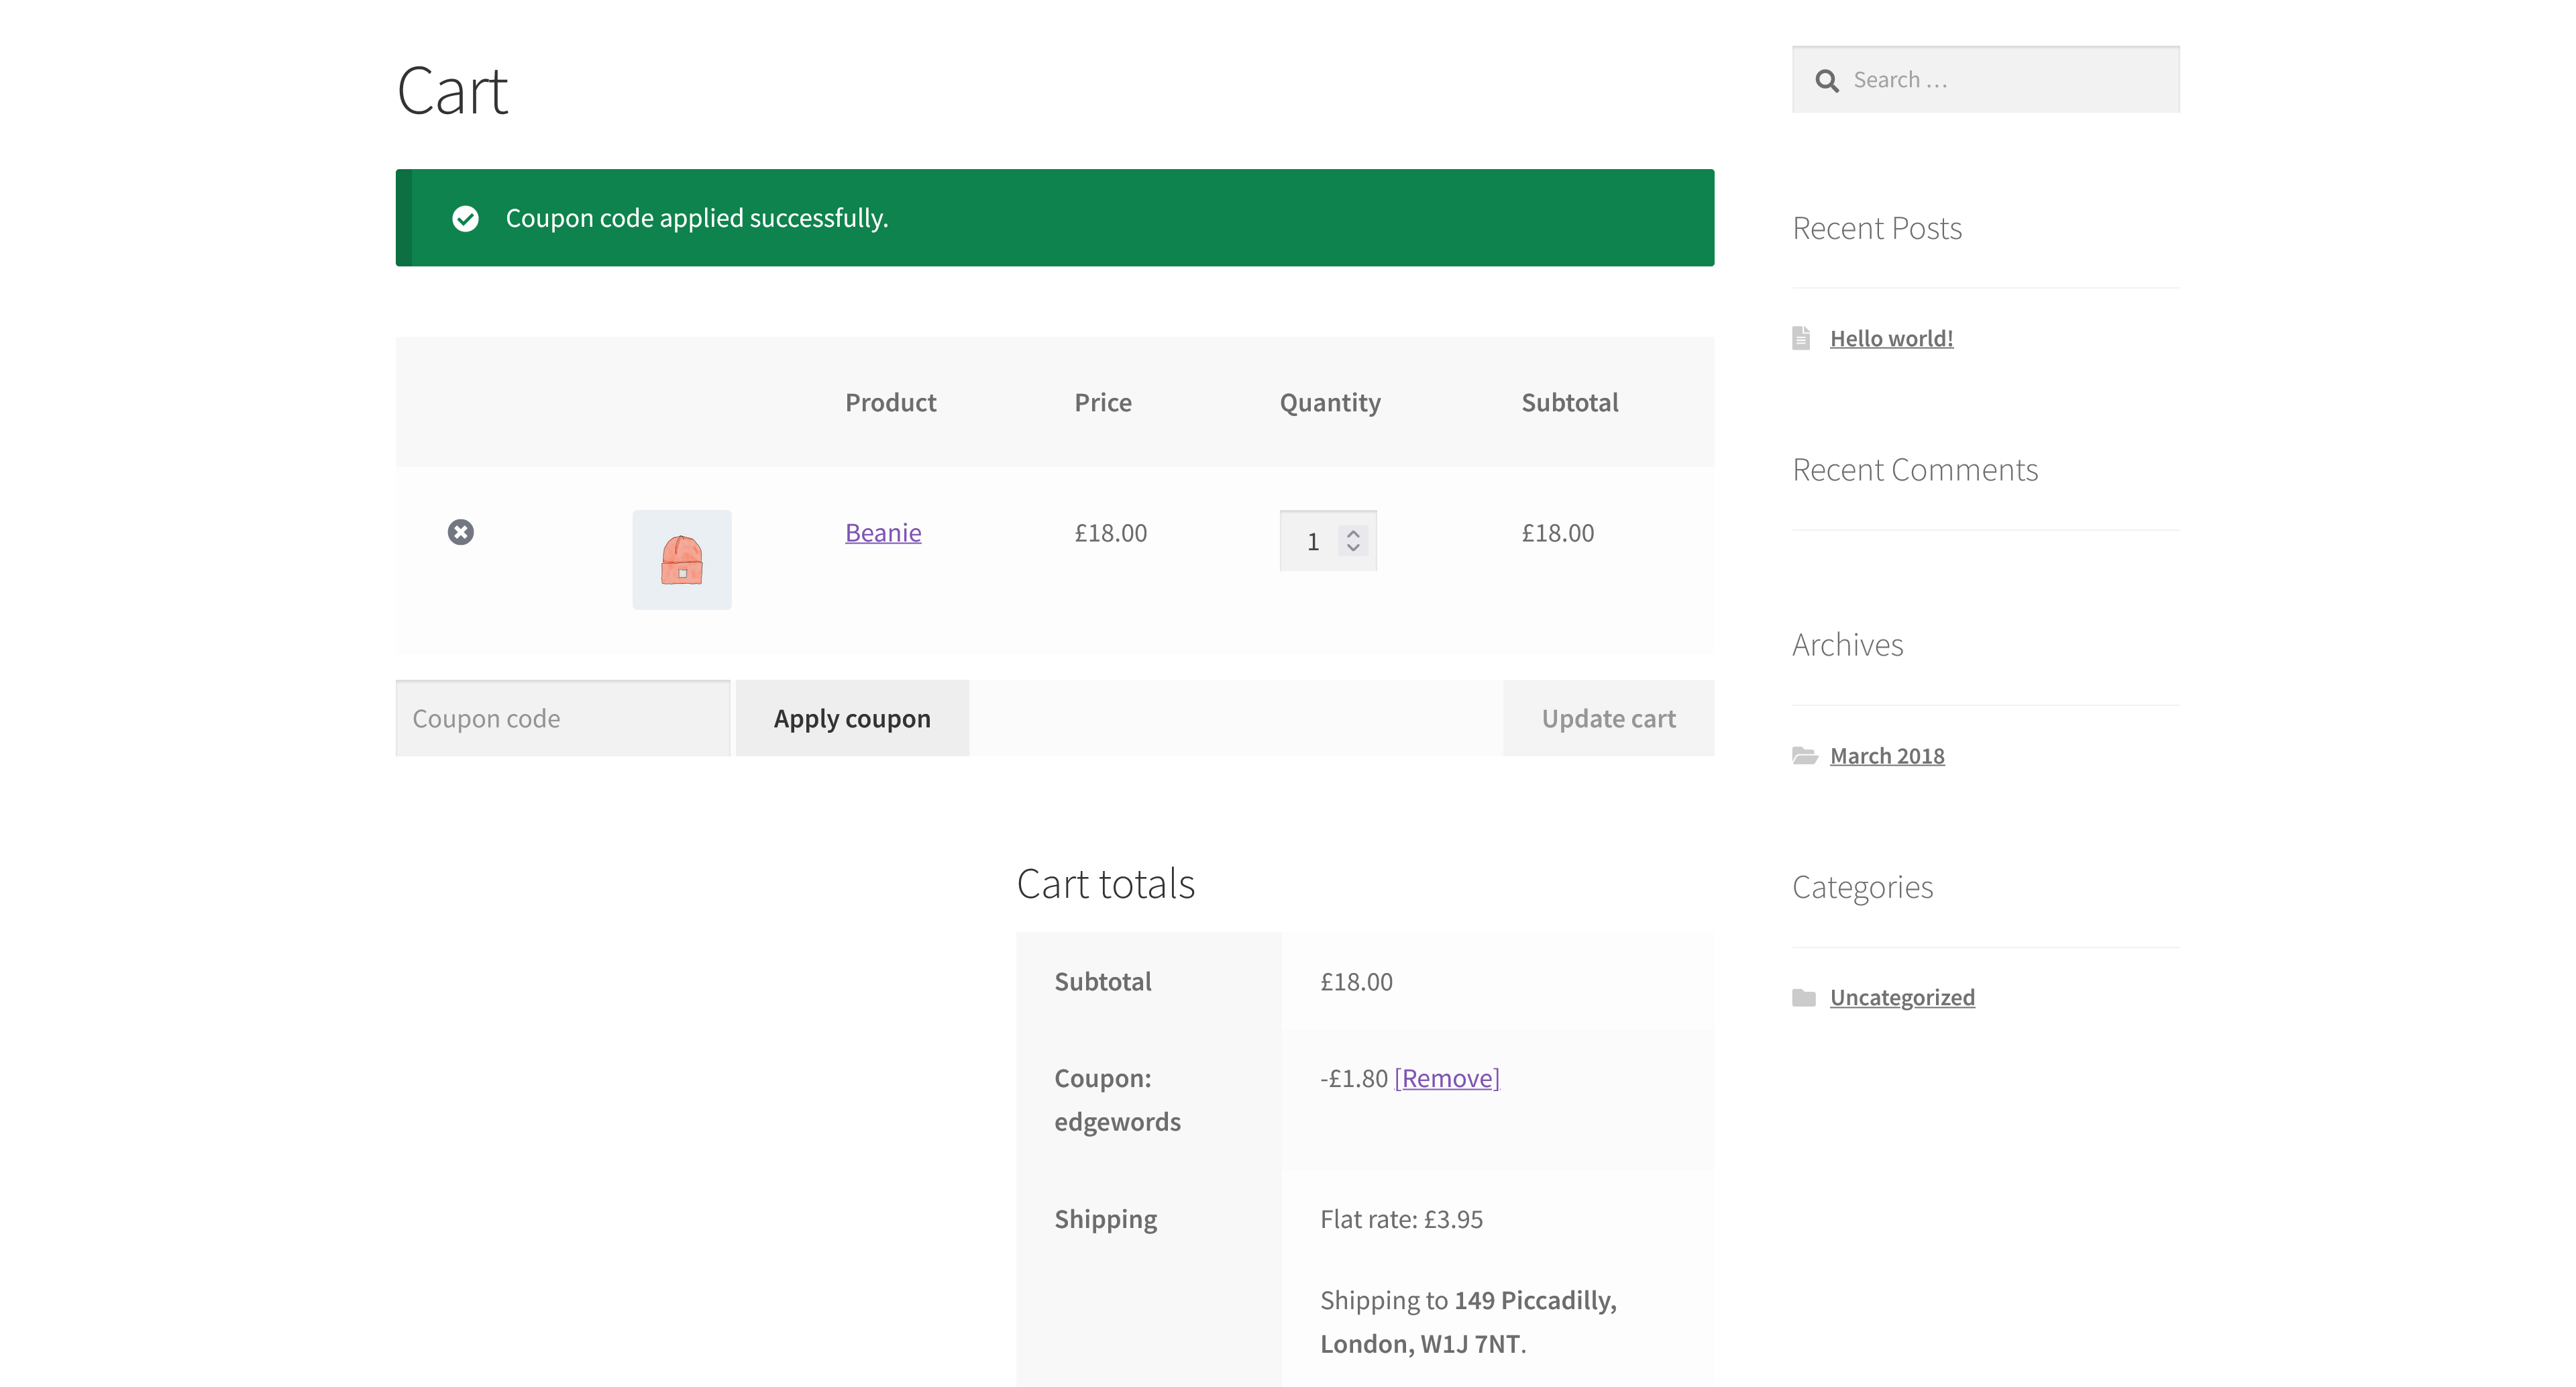 Cart
Coupon code applied successfully.
Product Price Quantity Subtotal
Beanie £18.00 1 £18.00
Coupon code Apply coupon Update cart
Cart totals
Subtotal £18.00
Coupon: edgewords -£1.80 [Remove]
Shipping Flat rate: £3.95
Shipping to 149 Piccadilly,
London, W1J 7NT.
Search …
Recent Posts
Hello world!
Recent Comments
Archives
March 2018
Categories
Uncategorized